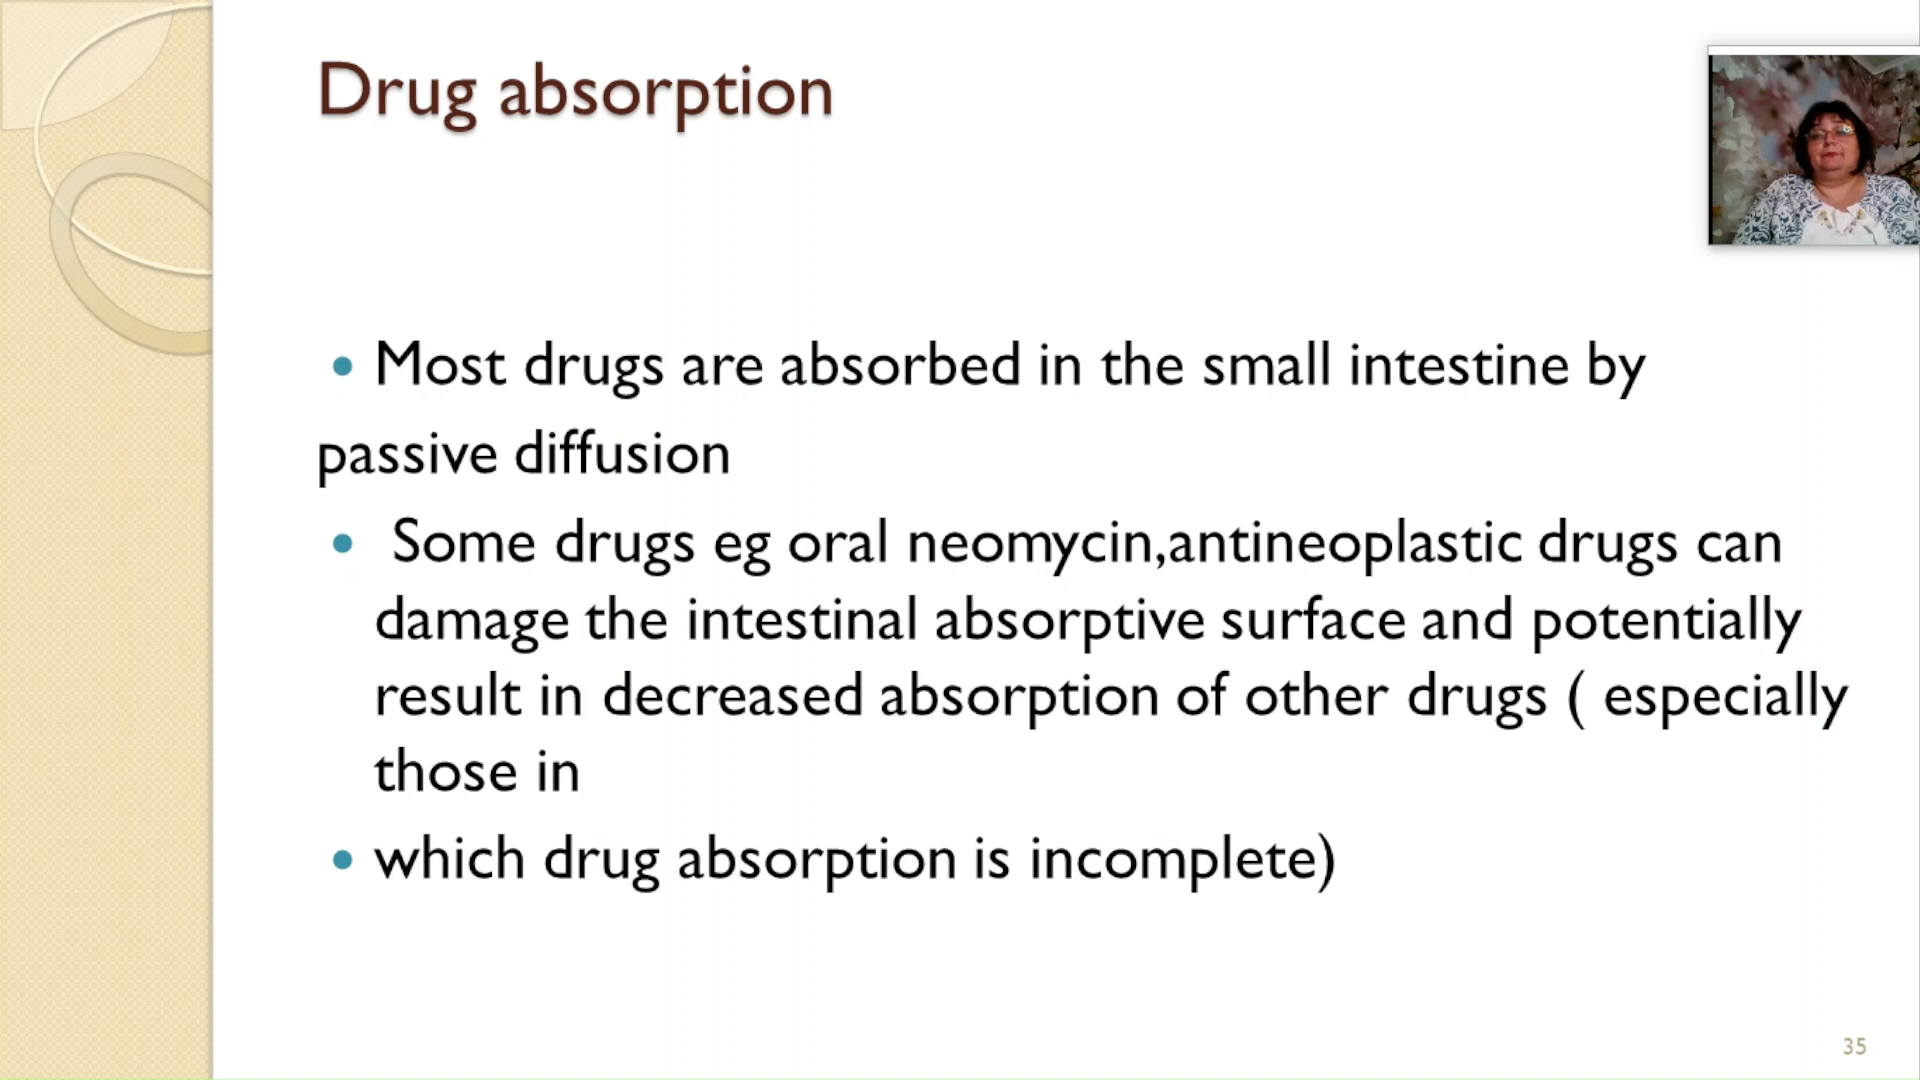 Drug absorption
• Most drugs are absorbed in the small intestine by
passive diffusion
• Some drugs eg oral neomycin,antineoplastic drugs can
damage the intestinal absorptive surface and potentially
result in decreased absorption of other drugs ( especially
those in
• which drug absorption is incomplete)
35